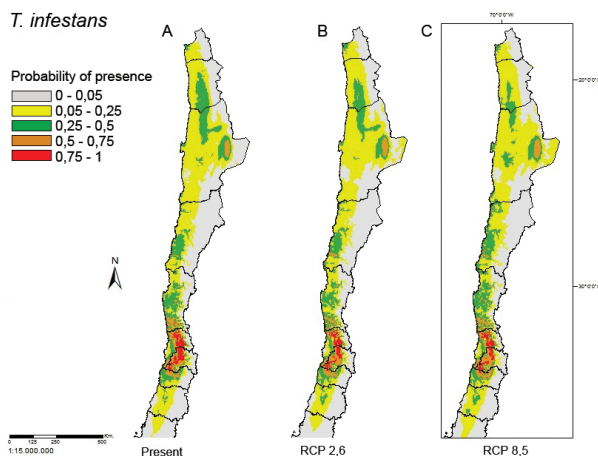 T. infestans
A
B
C
70°0'0"W
Probability of presence
0 - 0,05
0,05 - 0,25
0,25 - 0,5
0,5 - 0,75
0,75 - 1
20°0'0"S
N
30°0'0"S
0 125 250 500 Km.
1:15.000.000
Present
RCP 2,6
RCP 8,5